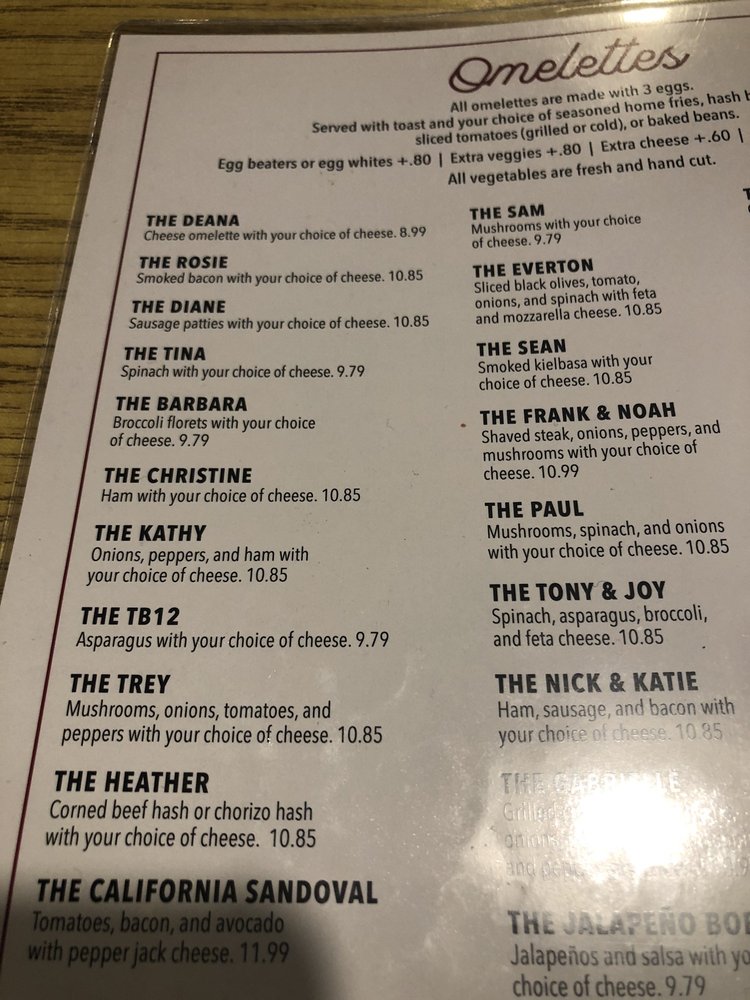 Omelettes
All omelettes are made with 3 eggs.
Served with toast and your choice of seasoned home fries, hash
sliced tomatoes (grilled or cold), or baked beans.
Egg beaters or egg whites +.80 | Extra veggies +.80 | Extra cheese +.60 |
All vegetables are fresh and hand cut.
THE DEANA
Cheese omelette with your choice of cheese. 8.99
THE ROSIE
Smoked bacon with your choice of cheese. 10.85
THE DIANE
Sausage patties with your choice of cheese. 10.85
THE TINA
Spinach with your choice of cheese. 9.79
THE BARBARA
Broccoli florets with your choice
of cheese. 9.79
THE CHRISTINE
Ham with your choice of cheese. 10.85
THE KATHY
Onions, peppers, and ham with
your choice of cheese. 10.85
THE TB12
Asparagus with your choice of cheese. 9.79
THE TREY
Mushrooms, onions, tomatoes, and
peppers with your choice of cheese. 10.85
THE HEATHER
Corned beef hash or chorizo hash
with your choice of cheese. 10.85
THE CALIFORNIA SANDOVAL
Tomatoes, bacon, and avocado
with pepper jack cheese. 11.99
THE SAM
Mushrooms with your choice
of cheese. 9.79
THE EVERTON
Sliced black olives, tomato,
onions, and spinach with feta
and mozzarella cheese. 10.85
THE SEAN
Smoked kielbasa with your
choice of cheese. 10.85
THE FRANK & NOAH
Shaved steak, onions, peppers, and
mushrooms with your choice of
cheese. 10.99
THE PAUL
Mushrooms, spinach, and onions
with your choice of cheese. 10.85
THE TONY & JOY
Spinach, asparagus, broccoli,
and feta cheese. 10.85
THE NICK & KATIE
Ham, sausage, and bacon with
your choice of cheese. 10.85
THE
Grilled
onions
and
THE JALAPEÑO
Jalapeños and salsa with
choice of cheese. 9.79